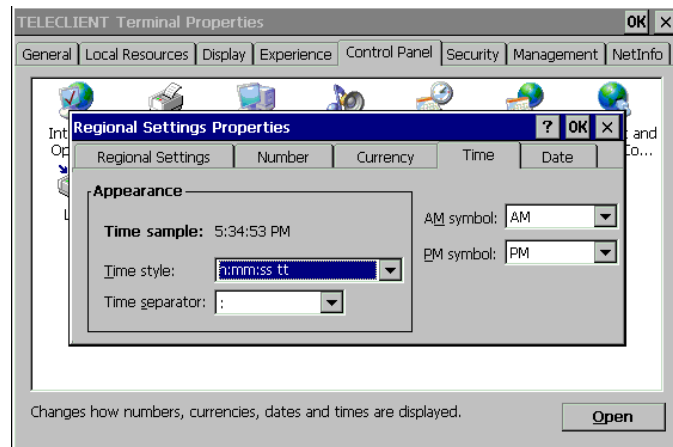 TELECLIENT Terminal Properties OK ×
General Local Resources Display Experience Control Panel Security Management NetInfo
Regional Settings Properties ? OK ×
and
Regional Settings Number Currency Time Date
Appearance
Time sample: 5:34:53 PM
AM symbol: AM
Time style: h:mm:ss tt
PM symbol: PM
Time separator: :
Changes how numbers, currencies, dates and times are displayed.
Open